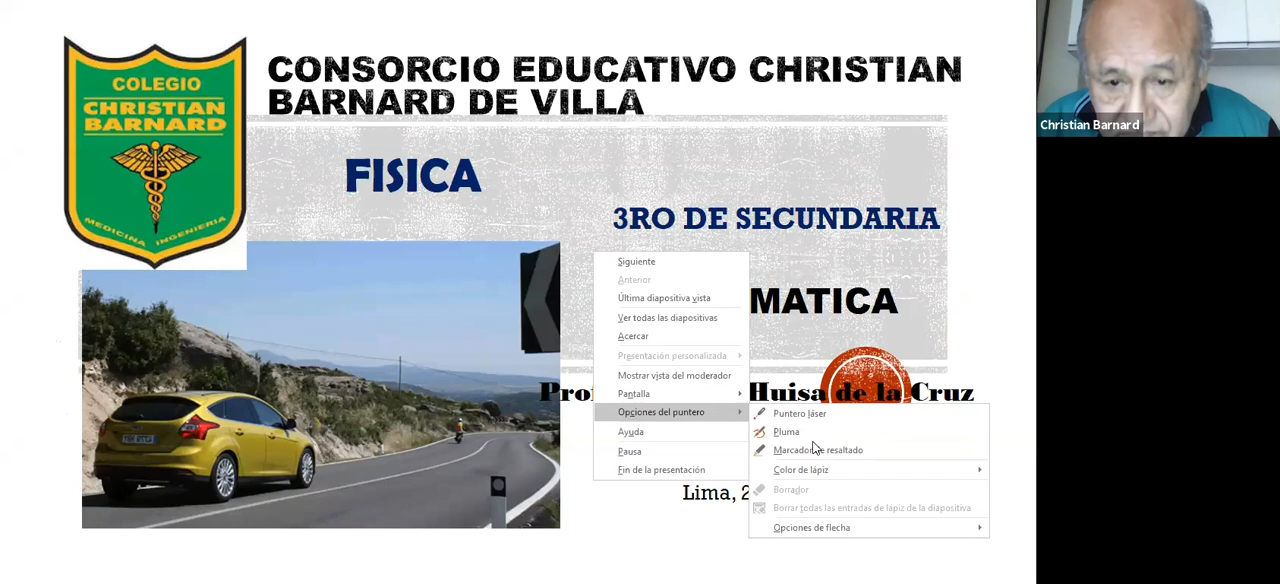 COLEGIO
CHRISTIAN
BARNARD
MEDICINA INGENIERIA
CONSORCIO EDUCATIVO CHRISTIAN
BARNARD DE VILLA
FISICA
3RO DE SECUNDARIA
MATICA
Huisa de la Cruz
Lima, 2
Siguiente
Anterior
Última diapositiva vista
Ver todas las diapositivas
Acercar
Presentación personalizada
Mostrar vista del moderador
Pantalla
Opciones del puntero
Ayuda
Pausa
Fin de la presentación
Puntero láser
Pluma
Marcador de resaltado
Color de lápiz
Borrador
Borrar todas las entradas de lápiz de la diapositiva
Opciones de flecha
Christian Barnard